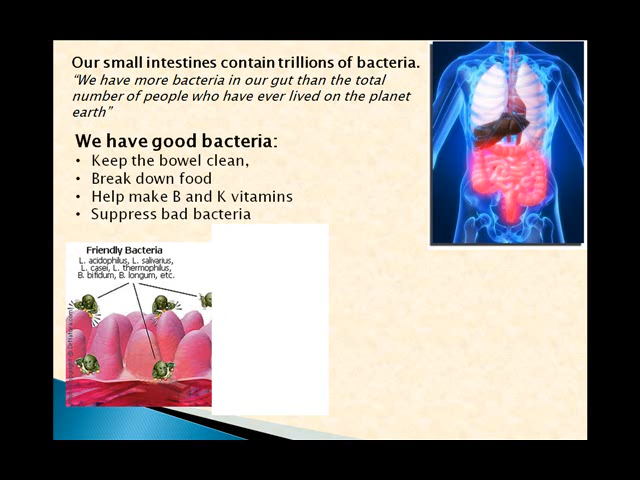 Our small intestines contain trillions of bacteria.
“We have more bacteria in our gut than the total
number of people who have ever lived on the planet
earth”
We have good bacteria:
• Keep the bowel clean,
• Break down food
• Help make B and K vitamins
• Suppress bad bacteria
Friendly Bacteria
L. acidophilus, L. salivarius,
L. casei, L. thermophilus,
B. bifidum, B. longum, etc.